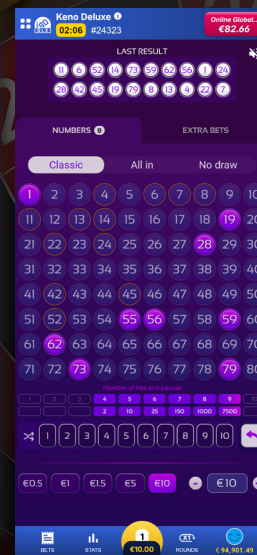 Keno Deluxe
02:06 #24323
Online Global...
€82.66
LAST RESULT
11 6 52 14 73 59 62 56 1 24
28 42 45 19 79 8 13 4 22 7
NUMBERS 9 EXTRA BETS
Classic All in No draw
1 2 3 4 5 6 7 8 9 10
11 12 13 14 15 16 17 18 19 20
21 22 23 24 25 26 27 28 29 30
31 32 33 34 35 36 37 38 39 40
41 42 43 44 45 46 47 48 49 50
51 52 53 54 55 56 57 58 59 60
61 62 63 64 65 66 67 68 69 70
71 72 73 74 75 76 77 78 79 80
Number of hits and payout
1 2 3 4 5 6 7 8 9 10
2 10 25 150 1000 7500
1 2 3 4 5 6 7 8 9 10
€0.5 €1 €1.5 €5 €10 - €10
BETS STATS 1 €10.00 ROUNDS € 94,901.49
X1